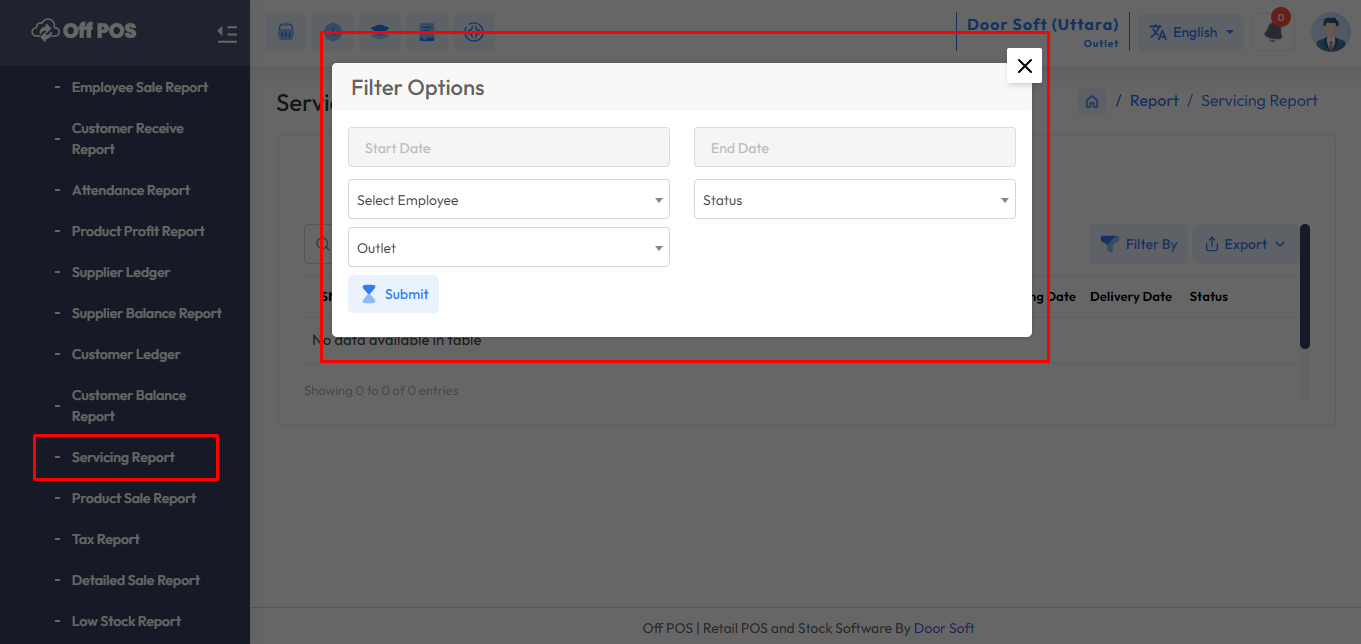 Off POS
- Employee Sale Report
- Customer Receive
Report
- Attendance Report
- Product Profit Report
- Supplier Ledger
- Supplier Balance Report
- Customer Ledger
- Customer Balance
Report
- Servicing Report
- Product Sale Report
- Tax Report
- Detailed Sale Report
- Low Stock Report
Door Soft (Uttara)
Outlet
English
0
/ Report / Servicing Report
Filter Options
Start Date
End Date
Select Employee
Status
Outlet
Submit
Filter By
Export
Date
Delivery Date
Status
No data available in table
Showing 0 to 0 of 0 entries
Off POS | Retail POS and Stock Software By Door Soft